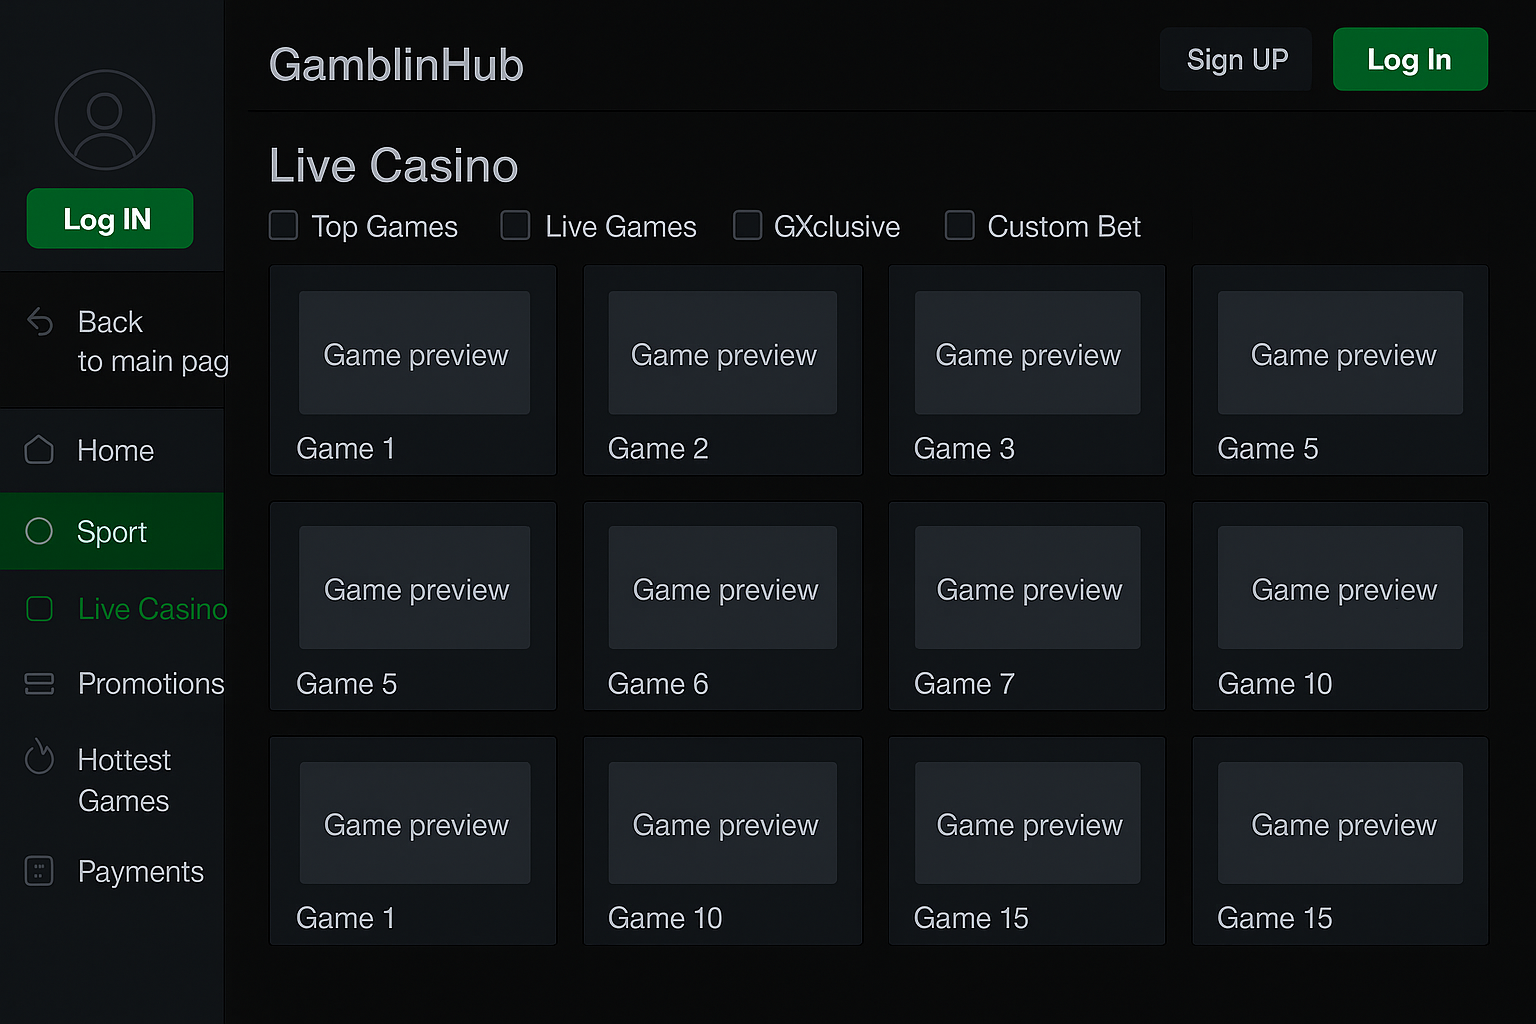 GamblinHub
Sign UP
Log In
Log IN
Back
to main pag
Home
Sport
Live Casino
Promotions
Hottest
Games
Payments
Live Casino
Top Games
Live Games
GXclusive
Custom Bet
Game preview
Game preview
Game preview
Game preview
Game 1
Game 2
Game 3
Game 5
Game preview
Game preview
Game preview
Game preview
Game 5
Game 6
Game 7
Game 10
Game preview
Game preview
Game preview
Game preview
Game 1
Game 10
Game 15
Game 15